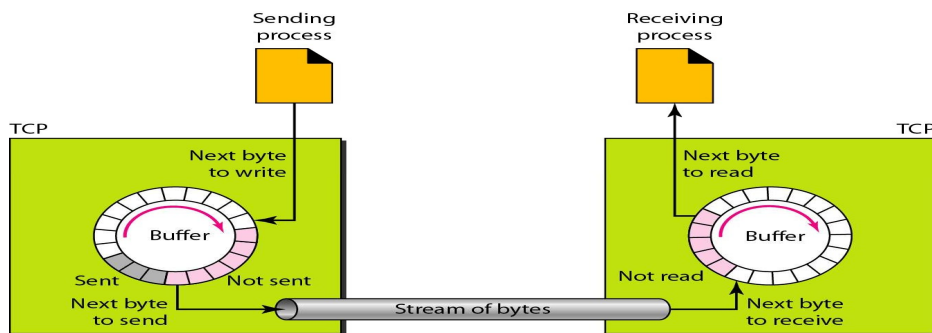 Sending
process
Receiving
process
TCP
TCP
Next byte
to write
Next byte
to read
Buffer
Buffer
Sent
Not sent
Not read
Next byte
to send
Stream of bytes
Next byte
to receive